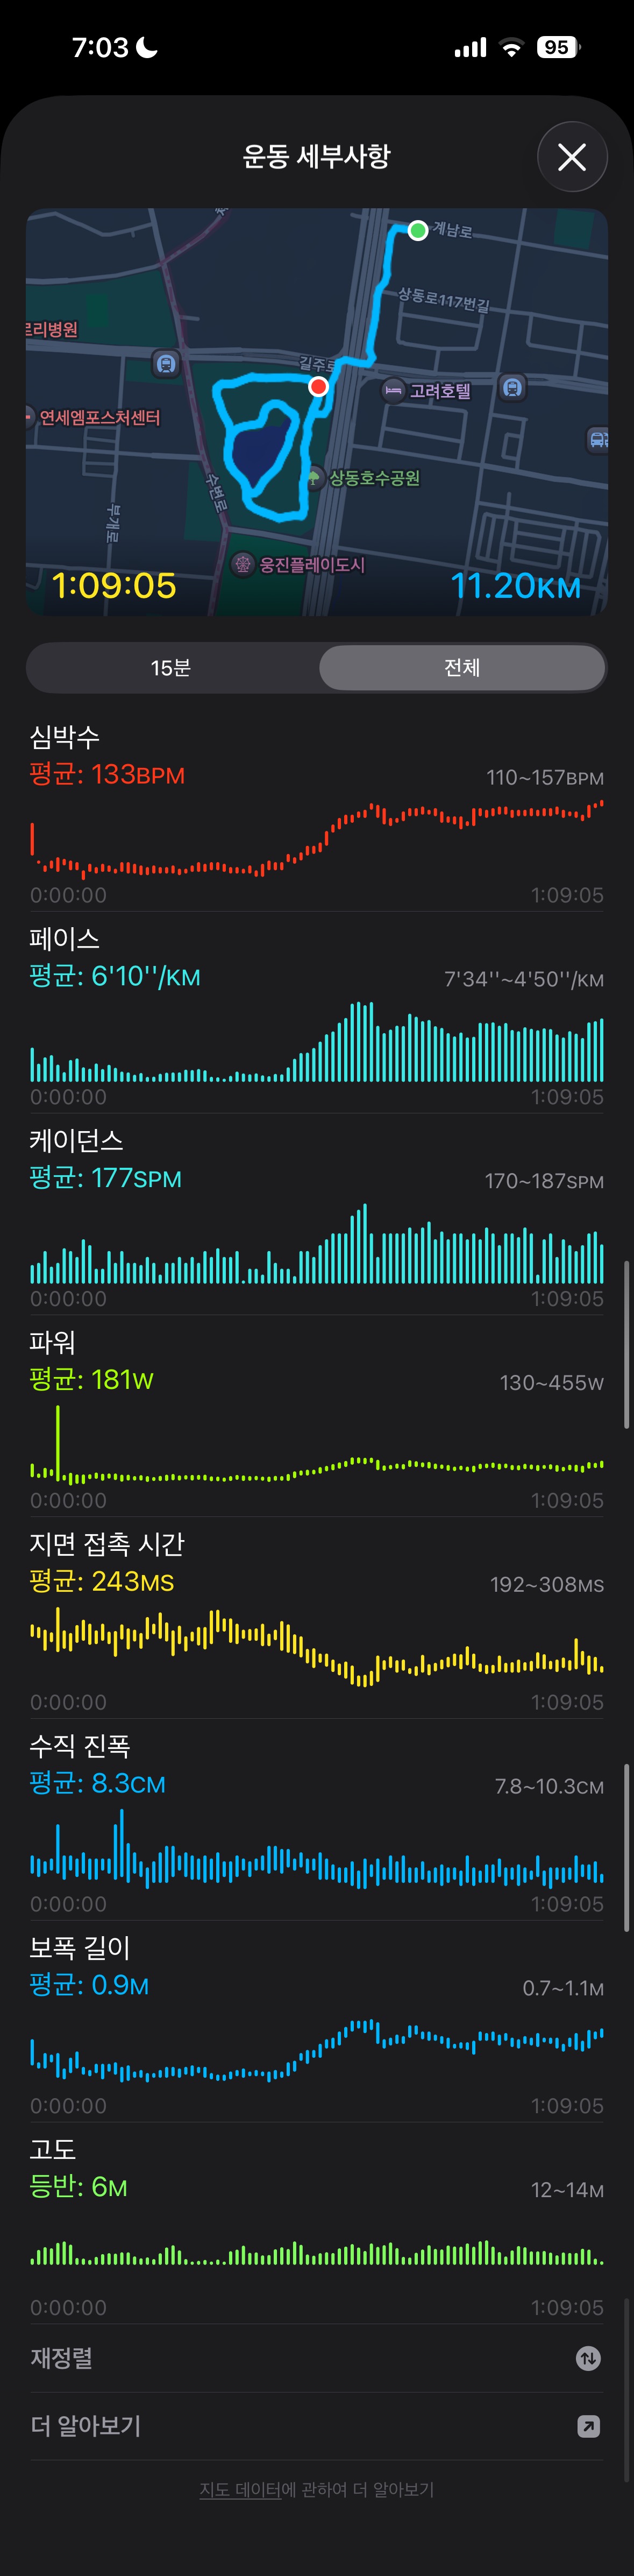 7:03
95
운동 세부사항
계남로
상동로117번길
르리병원
길주로
고려호텔
연세엠포스처센터
수변로
상동호수공원
부개로
웅진플레이도시
1:09:05
11.20KM
15분
전체
심박수
평균: 133BPM
110~157BPM
0:00:00
1:09:05
페이스
평균: 6'10''/KM
7'34''~4'50''/KM
0:00:00
1:09:05
케이던스
평균: 177SPM
170~187SPM
0:00:00
1:09:05
파워
평균: 181W
130~455W
0:00:00
1:09:05
지면 접촉 시간
평균: 243MS
192~308MS
0:00:00
1:09:05
수직 진폭
평균: 8.3CM
7.8~10.3CM
0:00:00
1:09:05
보폭 길이
평균: 0.9M
0.7~1.1M
0:00:00
1:09:05
고도
등반: 6M
12~14M
0:00:00
1:09:05
재정렬
더 알아보기
지도 데이터에 관하여 더 알아보기